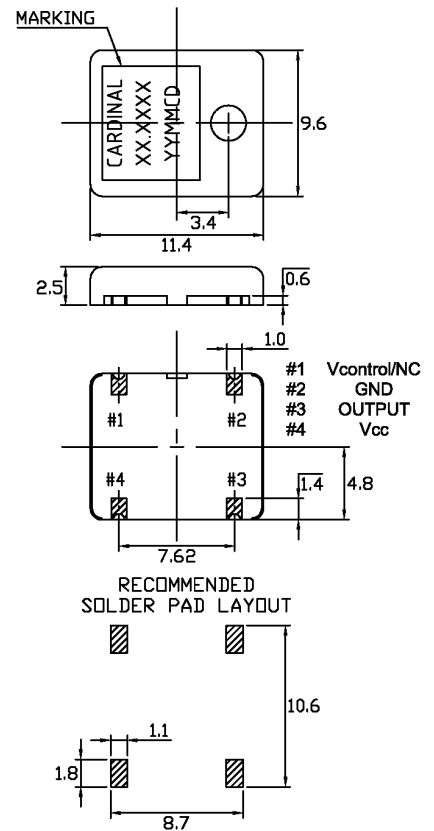 MARKING
CARDINAL
XX.XXXX
YYMMCD
9.6
3.4
11.4
2.5
0.6
1.0
#1 Vcontrol/NC
#2 GND
#3 OUTPUT
#4 Vcc
#1 #2
#4 #3
1.4
4.8
7.62
RECOMMENDED
SOLDER PAD LAYOUT
10.6
1.1
1.8
8.7